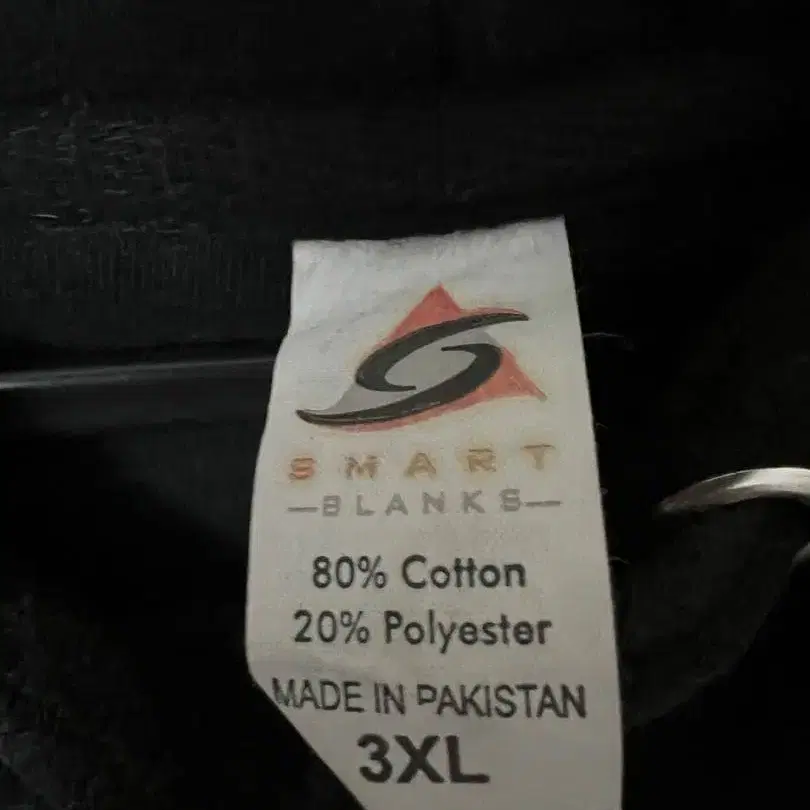 SMART
—BLANKS—
80% Cotton
20% Polyester
MADE IN PAKISTAN
3XL